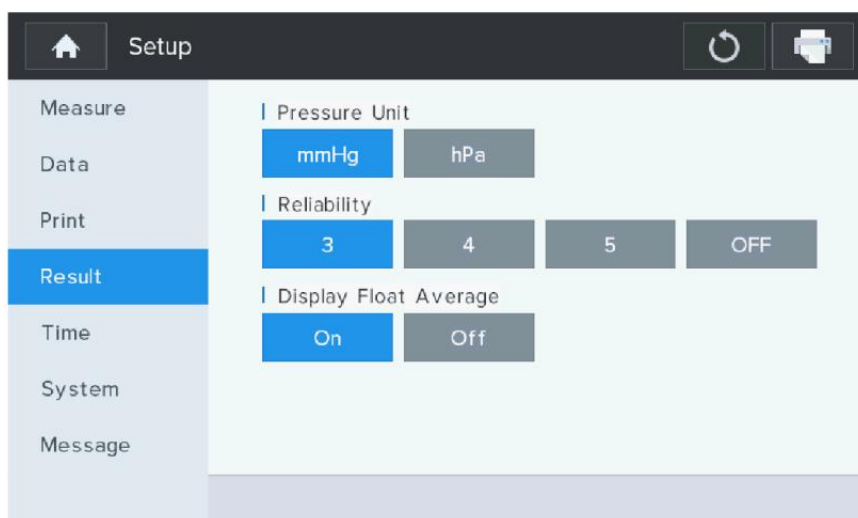 Setup
Measure
Data
Print
Result
Time
System
Message
Pressure Unit
mmHg hPa
Reliability
3 4 5 OFF
Display Float Average
On Off